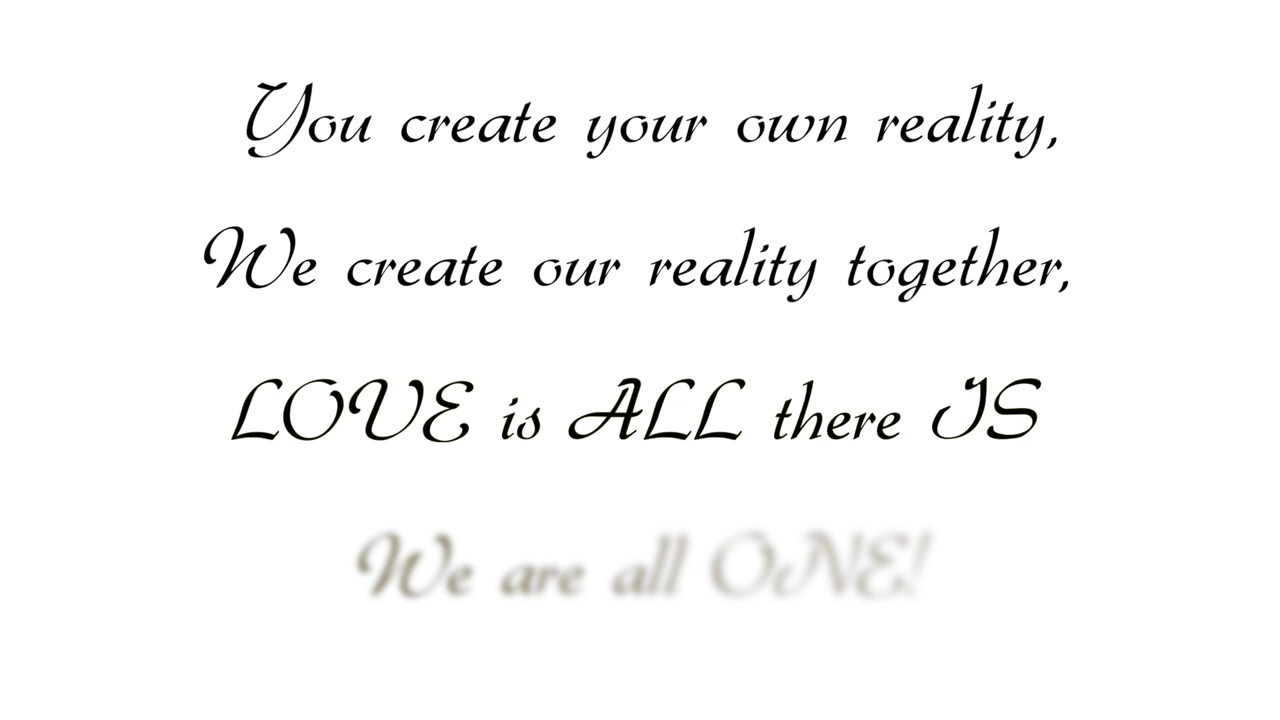 You create your own reality,
We create our reality together,
LOVE is ALL there IS
We are all ONE!